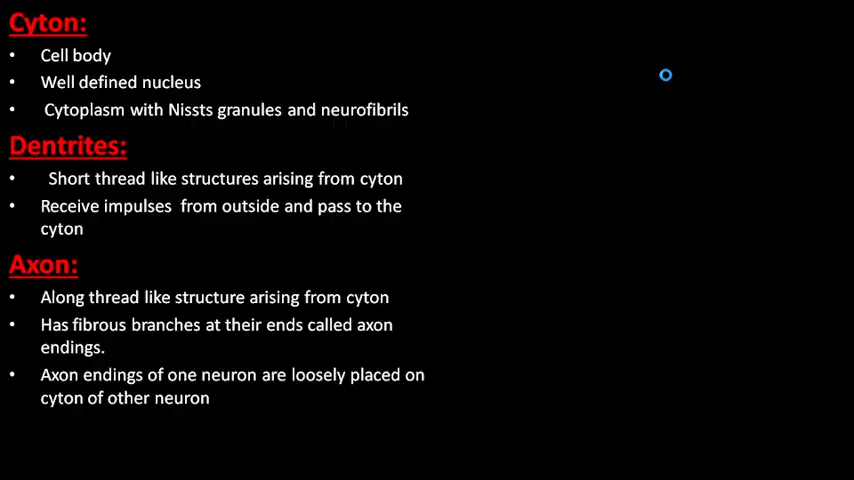 Cyton:
• Cell body
• Well defined nucleus
• Cytoplasm with Nissts granules and neurofibrils
Dentrites:
• Short thread like structures arising from cyton
• Receive impulses from outside and pass to the
cyton
Axon:
• Along thread like structure arising from cyton
• Has fibrous branches at their ends called axon
endings.
• Axon endings of one neuron are loosely placed on
cyton of other neuron